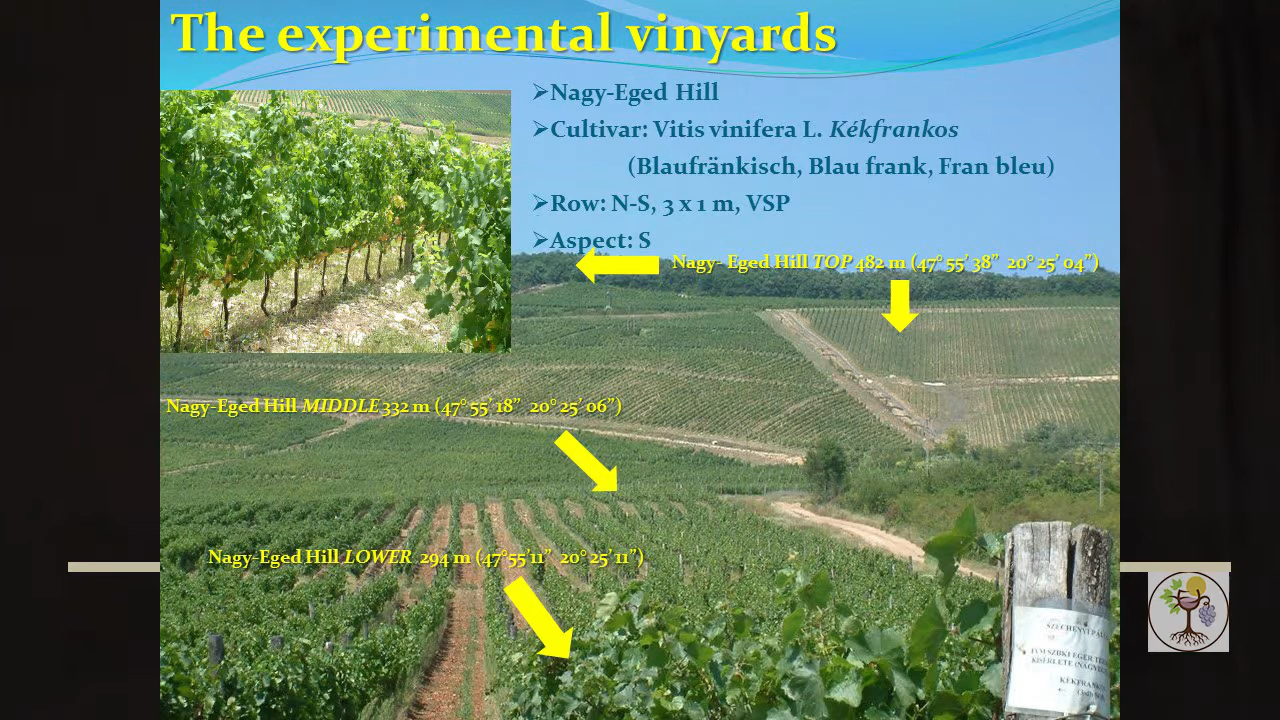 The experimental vinyards
➢Nagy-Eged Hill
➢Cultivar: Vitis vinifera L. Kékfrankos
(Blaufränkisch, Blau frank, Fran bleu)
➢Row: N-S, 3 x 1 m, VSP
➢Aspect: S
Nagy- Eged Hill TOP 482 m (47° 55’ 38” 20° 25’ 04”)
Nagy-Eged Hill MIDDLE 332 m (47° 55’ 18” 20° 25’ 06”)
Nagy-Eged Hill LOWER 294 m (47°55’11” 20° 25’ 11”)